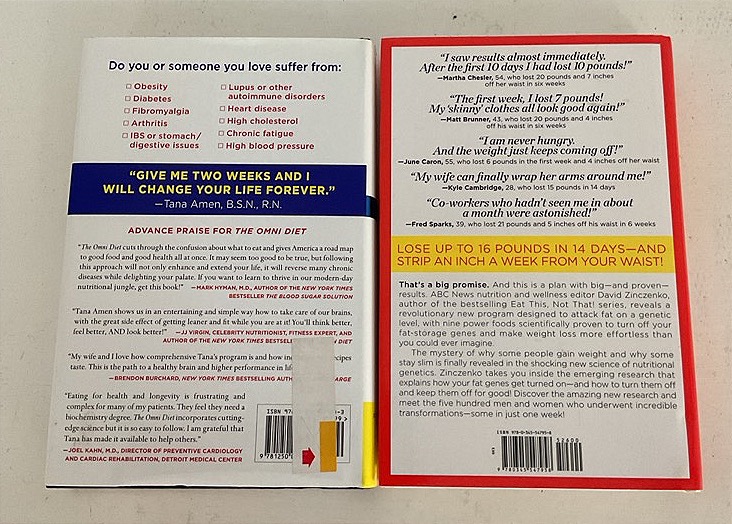 Do you or someone you love suffer from:
Obesity
Diabetes
Fibromyalgia
Arthritis
IBS or stomach/
digestive issues
Lupus or other
autoimmune disorders
Heart disease
High cholesterol
Chronic fatigue
High blood pressure
“GIVE ME TWO WEEKS AND I
WILL CHANGE YOUR LIFE FOREVER.”
—Tana Amen, B.S.N., R.N.
ADVANCE PRAISE FOR THE OMNI DIET
“The Omni Diet cuts through the confusion about what to eat and gives America a road map
to good food and good health all at once. It may seem too good to be true, but following
this approach will not only enhance and extend your life, it will reverse many chronic
diseases while delighting your palate. If you want to learn to thrive in our modern-day
nutritional jungle, get this book!” —MARK HYMAN, M.D., AUTHOR OF THE NEW YORK TIMES
BESTSELLER THE BLOOD SUGAR SOLUTION
“Tana Amen shows us in an entertaining and simple way how to take care of our brains,
with the great side effect of getting leaner and fit while you are at it! You’ll think better,
feel better, AND look better!” —JJ VIRGIN, CELEBRITY NUTRITIONIST, FITNESS EXPERT, AND
AUTHOR OF THE NEW YORK TIMES
“My wife and I love how comprehensive Tana’s program is and how
taste. This is the path to a healthy brain and higher performance in
—BRENDON BURCHARD, NEW YORK TIMES BESTSELLING
“Eating for health and longevity is frustrating and
complex for many of my patients. They feel they need a
biochemistry degree. The Omni Diet incorporates cutting-
edge science but it is so easy to follow. I am grateful that
Tana has made it available to help others.”
—JOEL KAHN, M.D., DIRECTOR OF PREVENTIVE CARDIOLOGY
AND CARDIAC REHABILITATION, DETROIT MEDICAL CENTER
ISBN
“I saw results almost immediately.
After the first 10 days I had lost 10 pounds!”
—Martha Chesler, 54, who lost 20 pounds and 7 inches
off her waist in six weeks
“The first week, I lost 7 pounds!
My ‘skinny’ clothes all look good again!”
—Matt Brunner, 43, who lost 20 pounds and 4 inches
off his waist in six weeks
“I am never hungry.
And the weight just keeps coming off!”
—June Caron, 55, who lost 6 pounds in the first week and 4 inches off her waist
“My wife can finally wrap her arms around me!”
—Kyle Cambridge, 28, who lost 15 pounds in 14 days
“Co-workers who hadn’t seen me in about
a month were astonished!”
—Fred Sparks, 39, who lost 21 pounds and 5 inches off his waist in 6 weeks
LOSE UP TO 16 POUNDS IN 14 DAYS—AND
STRIP AN INCH A WEEK FROM YOUR WAIST!
That’s a big promise. And this is a plan with big—and proven—
results. ABC News nutrition and wellness editor David Zinczenko,
author of the bestselling Eat This, Not That! series, reveals a
revolutionary new program designed to attack fat on a genetic
level, with nine power foods scientifically proven to turn off your
fat-storage genes and make weight loss more effortless than
you could ever imagine.
The mystery of why some people gain weight and why some
stay slim is finally revealed in the shocking new science of nutritional
genetics. Zinczenko takes you inside the emerging research that
explains how your fat genes get turned on—and how to turn them off
and keep them off for good! Discover the amazing new research and
meet the five hundred men and women who underwent incredible
transformations—some in just one week!
ISBN 978-0-345-54795-8
52600